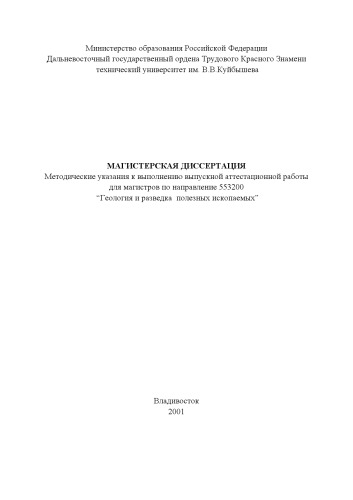 Министерство образования Российской Федерации
Дальневосточный государственный ордена Трудового Красного Знамени
технический университет им. В.В.Куйбышева
МАГИСТЕРСКАЯ ДИССЕРТАЦИЯ
Методические указания к выполнению выпускной аттестационной работы
для магистров по направление 553200
“Геология и разведка полезных ископаемых”
Владивосток
2001